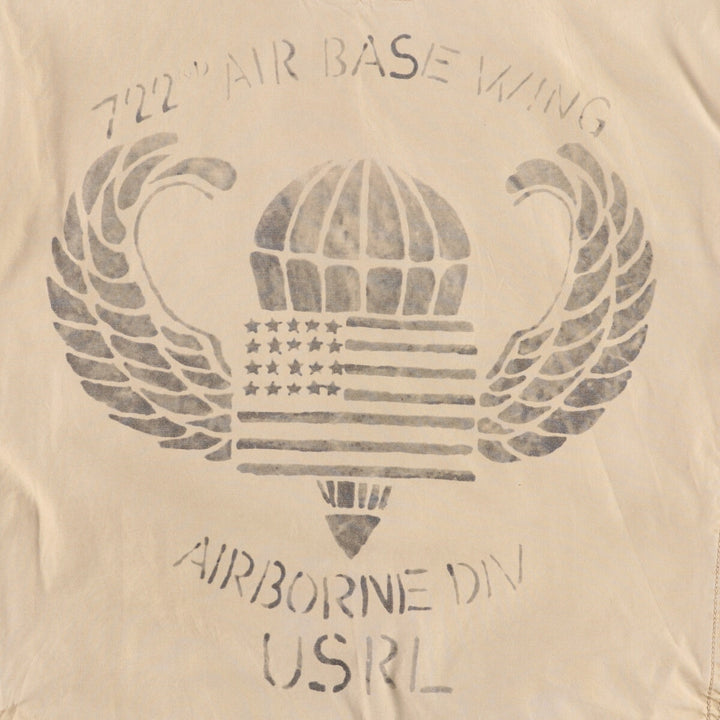 722ND AIR BASE WING
AIRBORNE DIV
USRL